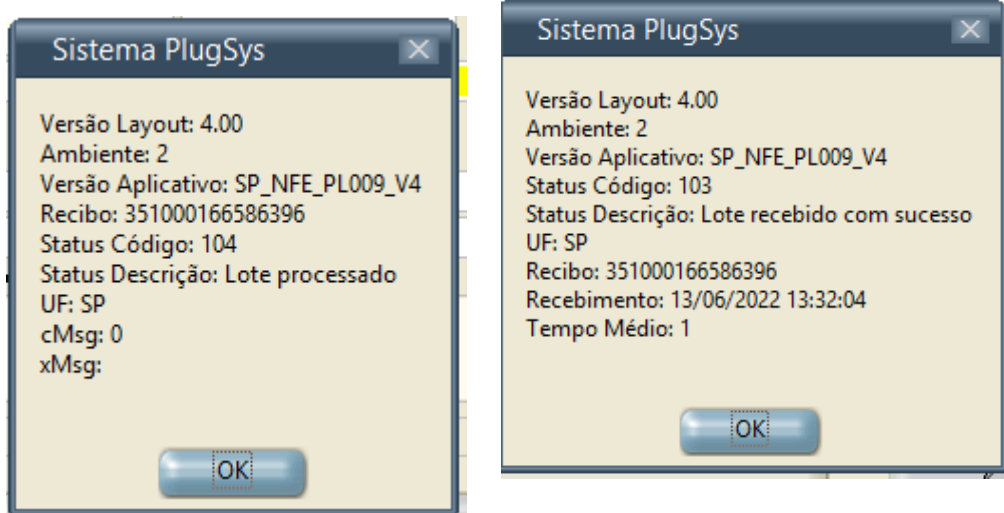 Sistema PlugSys
Versão Layout: 4.00
Ambiente: 2
Versão Aplicativo: SP_NFE_PL009_V4
Recibo: 351000166586396
Status Código: 104
Status Descrição: Lote processado
UF: SP
cMsg: 0
xMsg:
OK
Sistema PlugSys
Versão Layout: 4.00
Ambiente: 2
Versão Aplicativo: SP_NFE_PL009_V4
Status Código: 103
Status Descrição: Lote recebido com sucesso
UF: SP
Recibo: 351000166586396
Recebimento: 13/06/2022 13:32:04
Tempo Médio: 1
OK